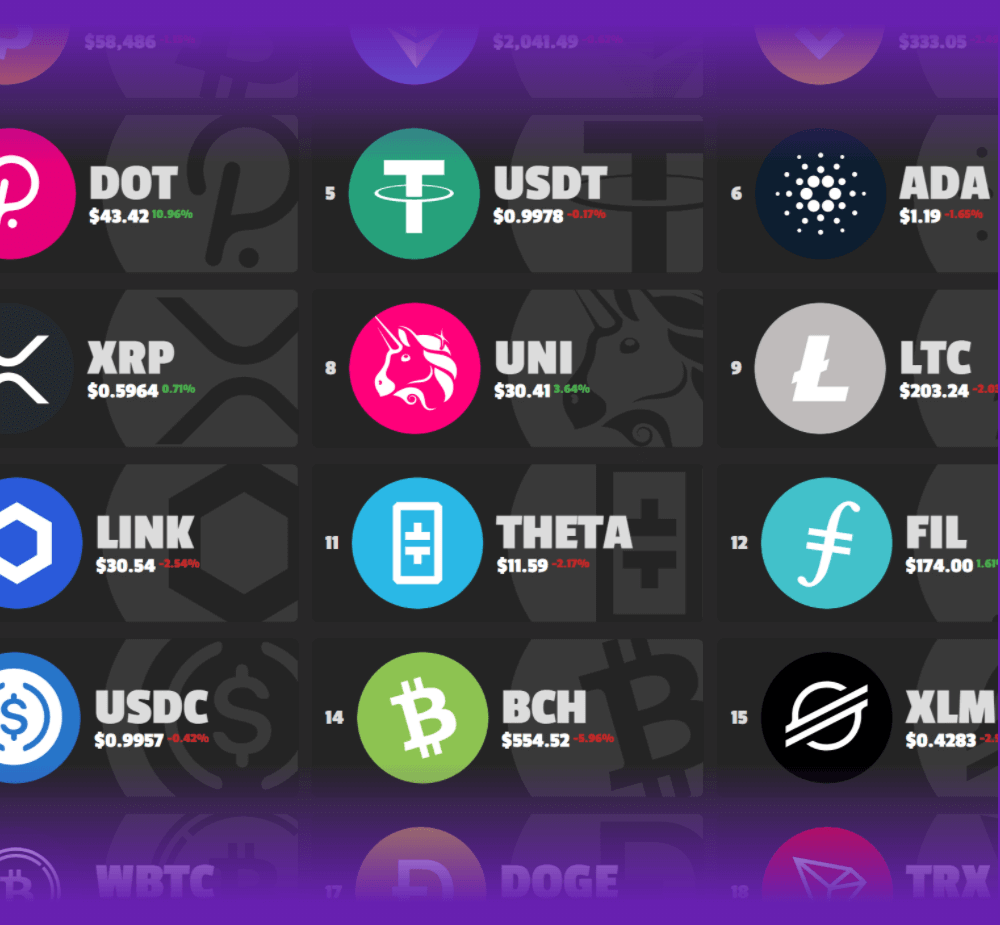 $58,486
$2,041.49
$333.05
DOT
$43.42 10.96%
5
USDT
$0.9978 -0.17%
6
ADA
$1.19 -1.65%
XRP
$0.5964 0.71%
8
UNI
$30.41 3.64%
9
LTC
$203.24
LINK
$30.54 -2.54%
11
THETA
$11.59 -2.17%
12
FIL
$174.00 1.61
USDC
$0.9957 -0.42%
14
BCH
$554.52 -5.96%
15
XLM
$0.4283
WBTC
17
DOGE
18
TRX